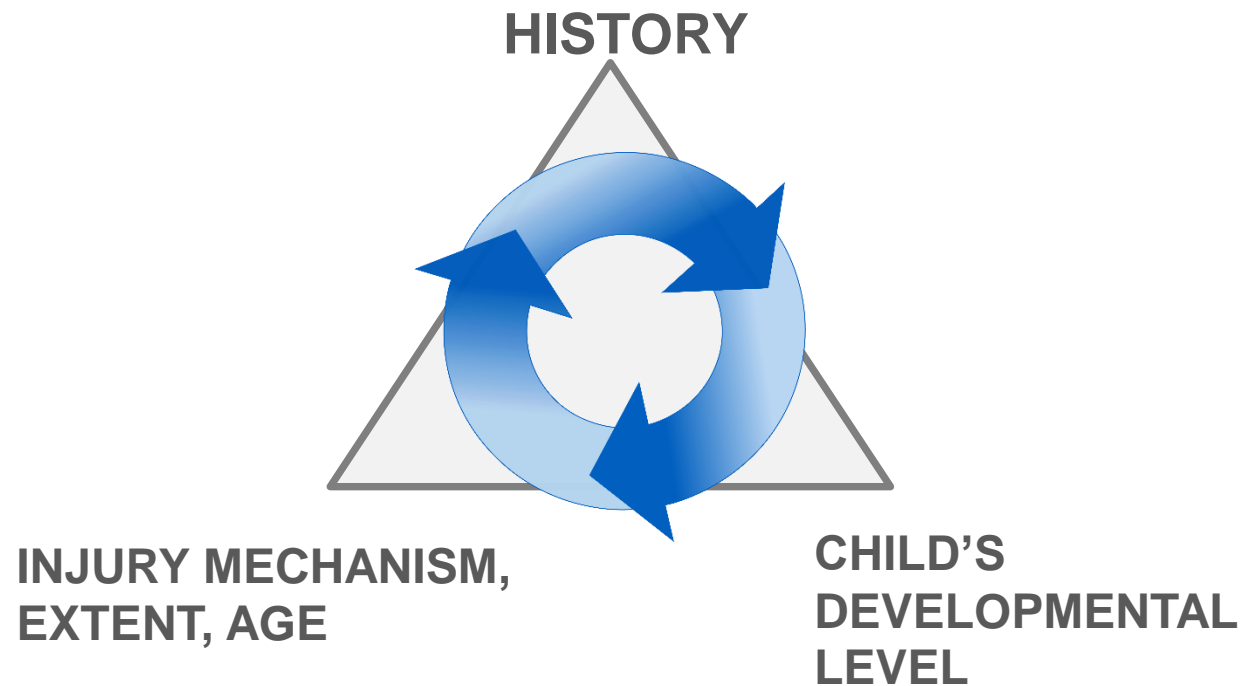 HISTORY
INJURY MECHANISM,
EXTENT, AGE
CHILD’S
DEVELOPMENTAL
LEVEL